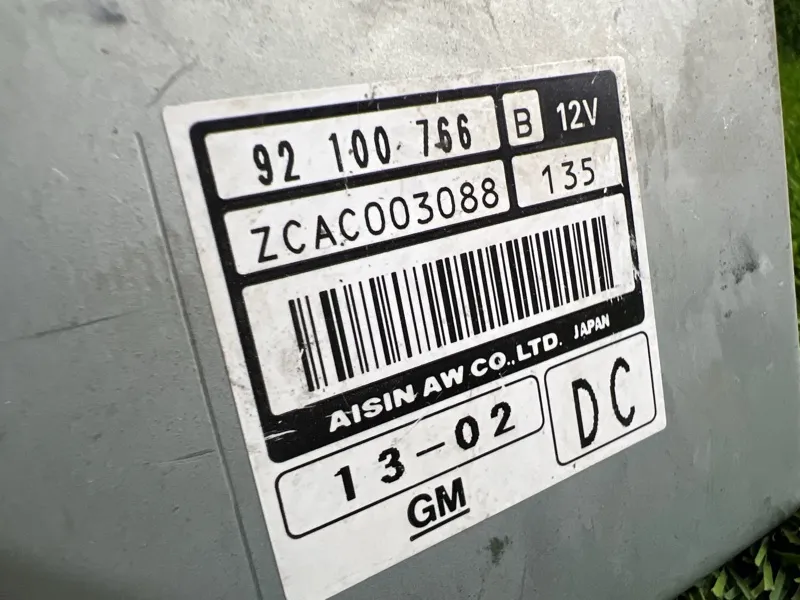 92 100 766 B 12V
ZCAC003088 135
AISIN AW CO.,LTD. JAPAN
13-02 DC
GM